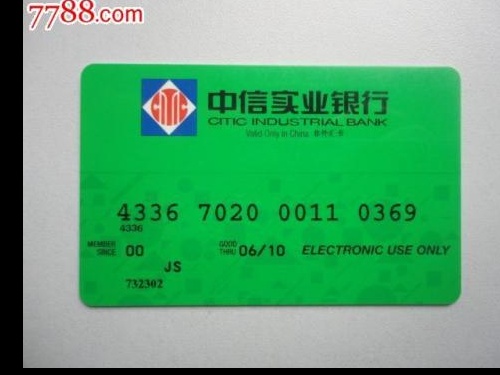 7788.com
CITIC
中信实业银行
CITIC INDUSTRIAL BANK
Valid Only in China
4336 7020 0011 0369
4336
MEMBER SINCE 00 GOOD THRU 06/10 ELECTRONIC USE ONLY
JS
732302